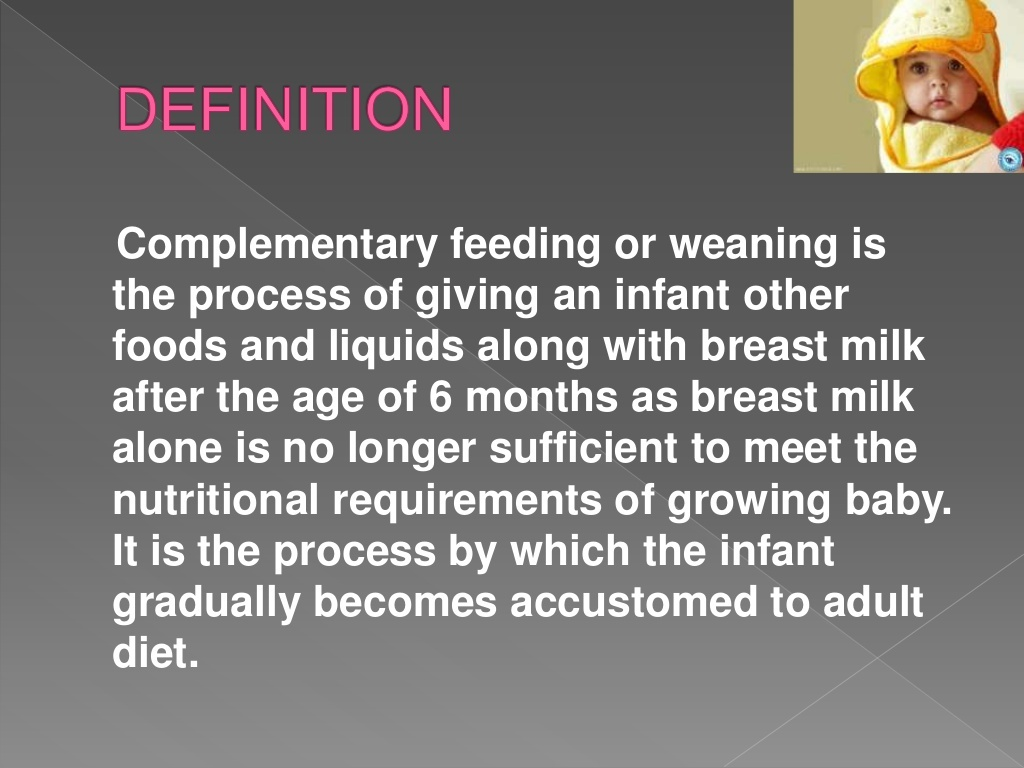 DEFINITION
Complementary feeding or weaning is
the process of giving an infant other
foods and liquids along with breast milk
after the age of 6 months as breast milk
alone is no longer sufficient to meet the
nutritional requirements of growing baby.
It is the process by which the infant
gradually becomes accustomed to adult
diet.